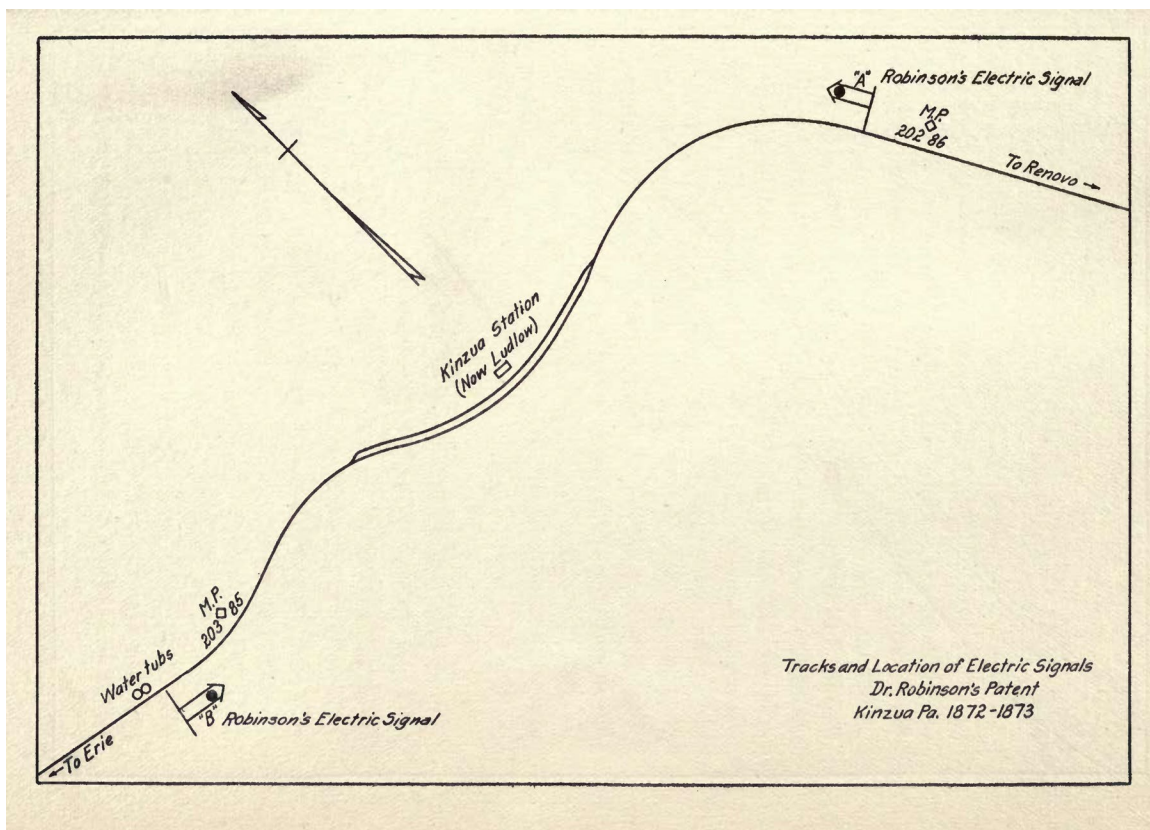 "A" Robinson's Electric Signal
M.P.
202 86
To Renovo
Kinzua Station
(Now Ludlow)
M.P.
203 85
Water tubs
"B" Robinson's Electric Signal
To Erie
Tracks and Location of Electric Signals
Dr. Robinson's Patent
Kinzua Pa. 1872-1873